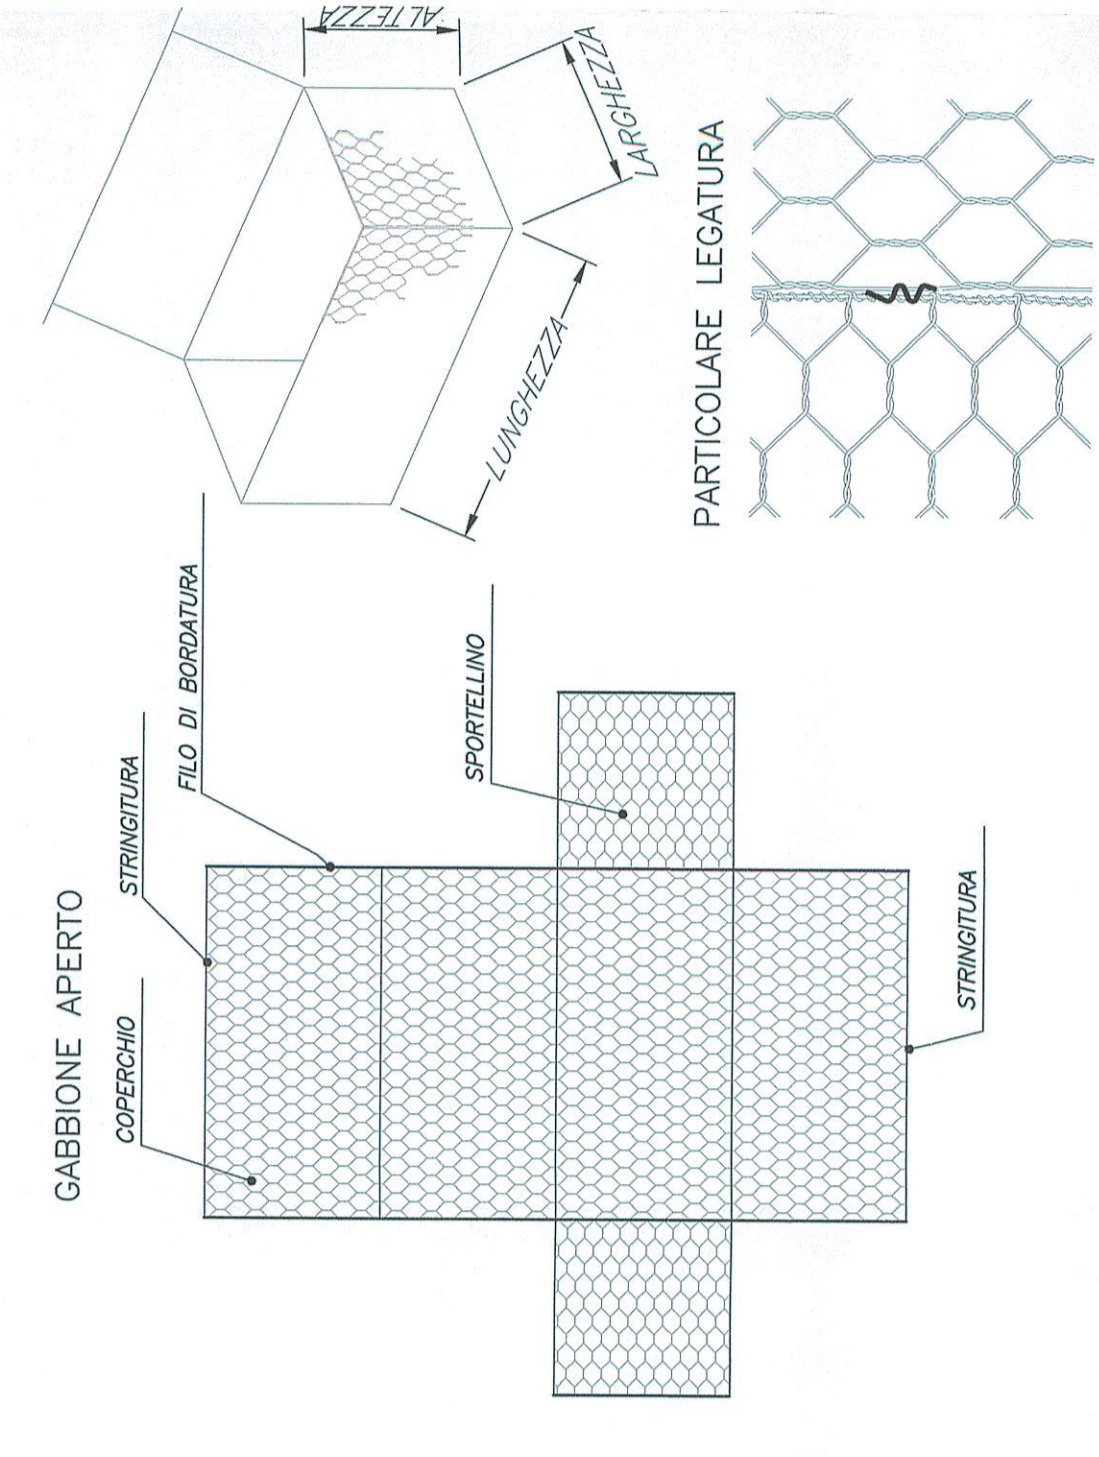 GABBIONE APERTO
COPERCHIO
STRINGITURA
FILO DI BORDATURA
SPORTELLINO
STRINGITURA
ALTEZZA
LARGHEZZA
LUNGHEZZA
PARTICOLARE LEGATURA